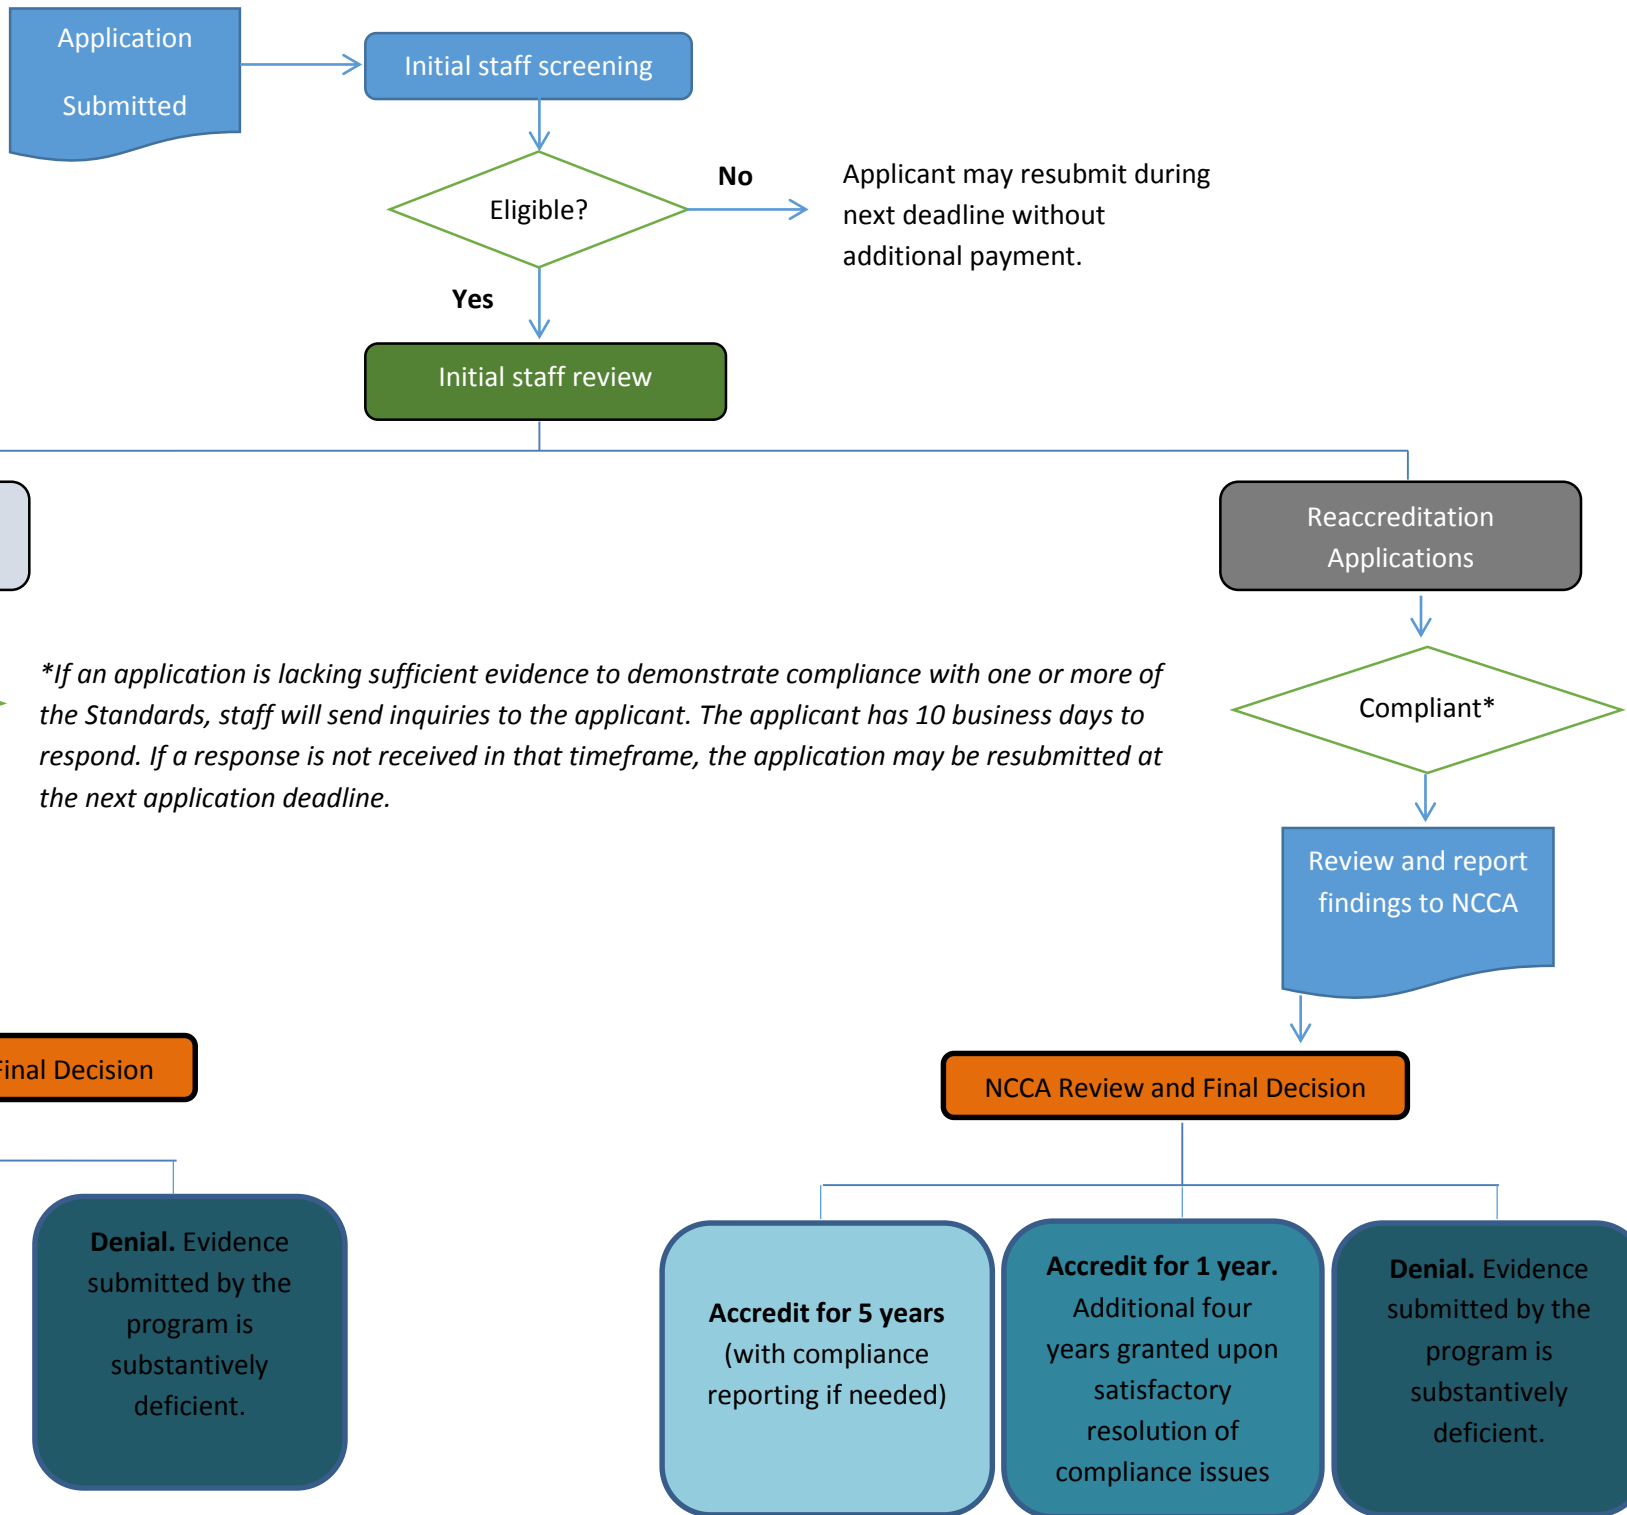 Application
Submitted
Initial staff screening
Eligible?
No
Applicant may resubmit during
next deadline without
additional payment.
Yes
Initial staff review
Reaccreditation
Applications
*If an application is lacking sufficient evidence to demonstrate compliance with one or more of
the Standards, staff will send inquiries to the applicant. The applicant has 10 business days to
respond. If a response is not received in that timeframe, the application may be resubmitted at
the next application deadline.
Compliant*
Review and report
findings to NCCA
Final Decision
NCCA Review and Final Decision
Denial. Evidence
submitted by the
program is
substantively
deficient.
Accredit for 5 years
(with compliance
reporting if needed)
Accredit for 1 year.
Additional four
years granted upon
satisfactory
resolution of
compliance issues
Denial. Evidence
submitted by the
program is
substantively
deficient.